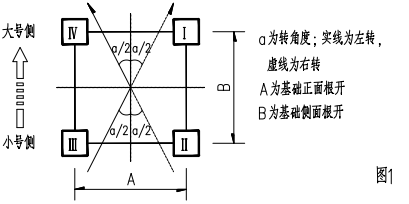 大号侧
小号侧
Ⅳ
Ⅰ
Ⅲ
Ⅱ
a/2
a/2
a/2
a/2
A
B
a为转角度；实线为左转，
虚线为右转
A为基础正面根开
B为基础侧面根开
图1